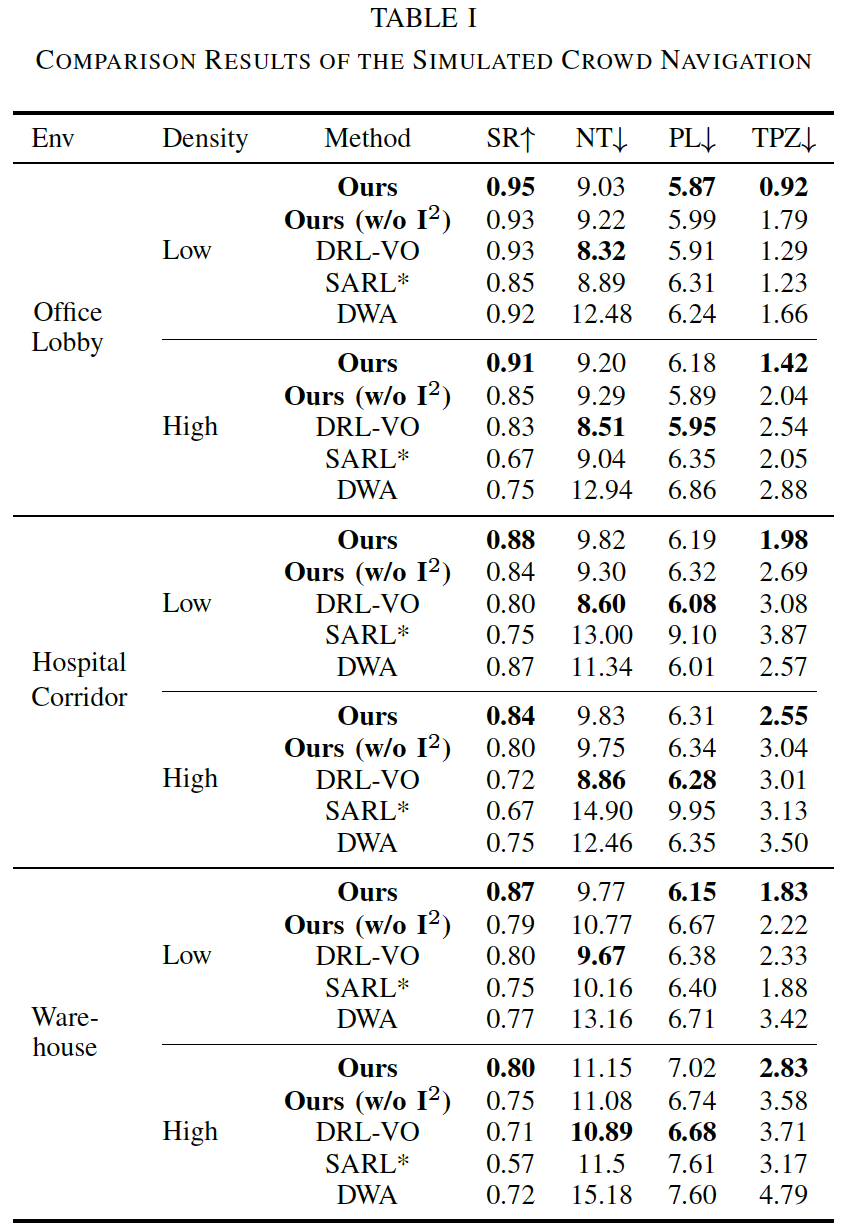 TABLE I
COMPARISON RESULTS OF THE SIMULATED CROWD NAVIGATION
Env Density Method SR↑ NT↓ PL↓ TPZ↓
Office Lobby Low Ours 0.95 9.03 5.87 0.92
Ours (w/o I²) 0.93 9.22 5.99 1.79
DRL-VO 0.93 8.32 5.91 1.29
SARL* 0.85 8.89 6.31 1.23
DWA 0.92 12.48 6.24 1.66
High Ours 0.91 9.20 6.18 1.42
Ours (w/o I²) 0.85 9.29 5.89 2.04
DRL-VO 0.83 8.51 5.95 2.54
SARL* 0.67 9.04 6.35 2.05
DWA 0.75 12.94 6.86 2.88
Hospital Corridor Low Ours 0.88 9.82 6.19 1.98
Ours (w/o I²) 0.84 9.30 6.32 2.69
DRL-VO 0.80 8.60 6.08 3.08
SARL* 0.75 13.00 9.10 3.87
DWA 0.87 11.34 6.01 2.57
High Ours 0.84 9.83 6.31 2.55
Ours (w/o I²) 0.80 9.75 6.34 3.04
DRL-VO 0.72 8.86 6.28 3.01
SARL* 0.67 14.90 9.95 3.13
DWA 0.75 12.46 6.35 3.50
Ware-house Low Ours 0.87 9.77 6.15 1.83
Ours (w/o I²) 0.79 10.77 6.67 2.22
DRL-VO 0.80 9.67 6.38 2.33
SARL* 0.75 10.16 6.40 1.88
DWA 0.77 13.16 6.71 3.42
High Ours 0.80 11.15 7.02 2.83
Ours (w/o I²) 0.75 11.08 6.74 3.58
DRL-VO 0.71 10.89 6.68 3.71
SARL* 0.57 11.5 7.61 3.17
DWA 0.72 15.18 7.60 4.79